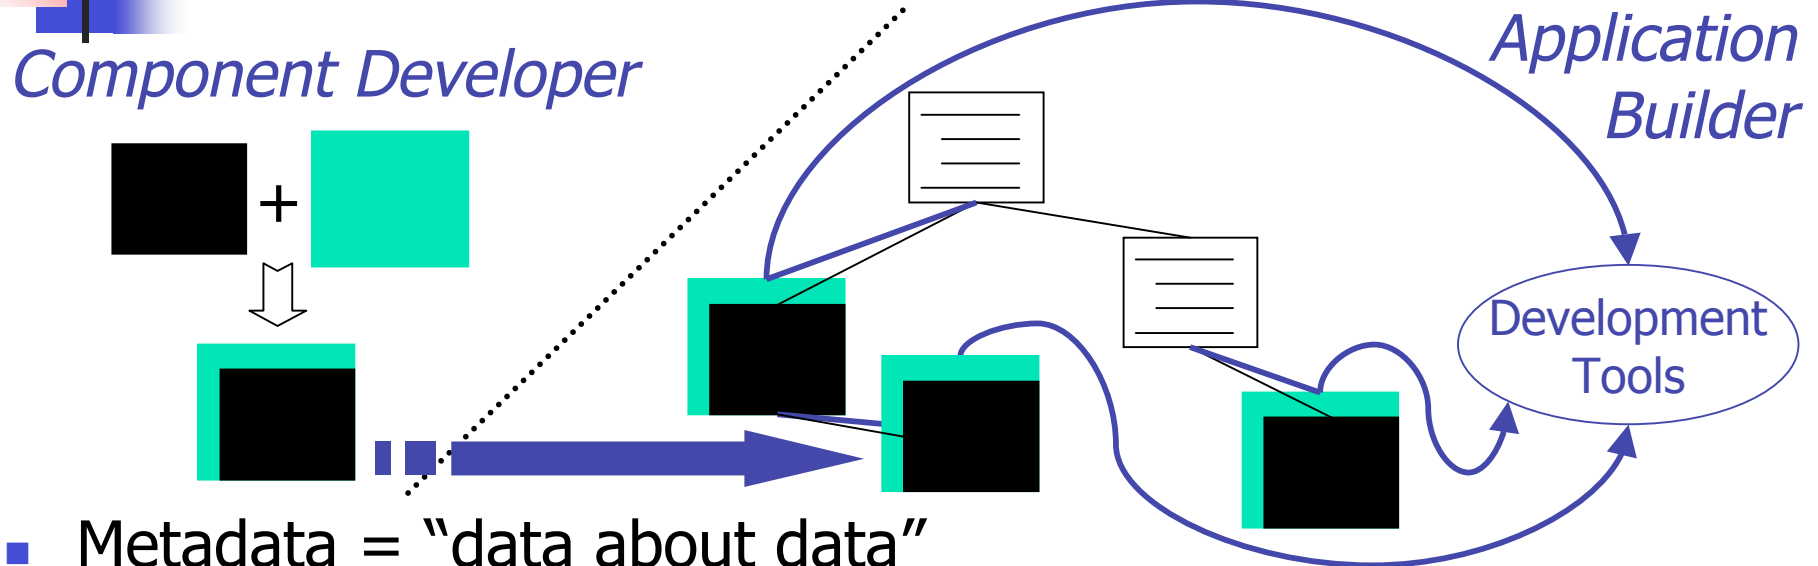 Component Developer
Application
Builder
+
Development
Tools
▪ Metadata = “data about data”